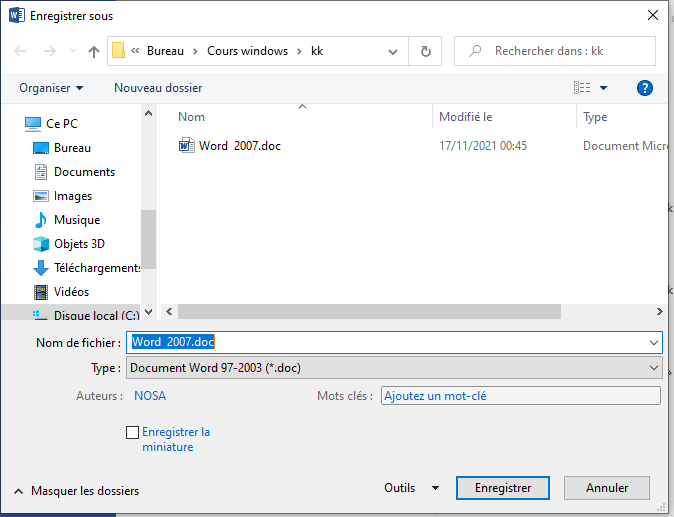 Enregistrer sous
Bureau > Cours windows > kk
Rechercher dans : kk
Organiser
Nouveau dossier
Nom
Modifié le
Type
Ce PC
Bureau
Documents
Images
Musique
Objets 3D
Téléchargements
Vidéos
Disque local (C:)
Word 2007.doc
17/11/2021 00:45
Document Micr
Nom de fichier :
Word 2007.doc
Type :
Document Word 97-2003 (*.doc)
Auteurs :
NOSA
Mots clés :
Ajoutez un mot-clé
Enregistrer la
miniature
Masquer les dossiers
Outils
Enregistrer
Annuler